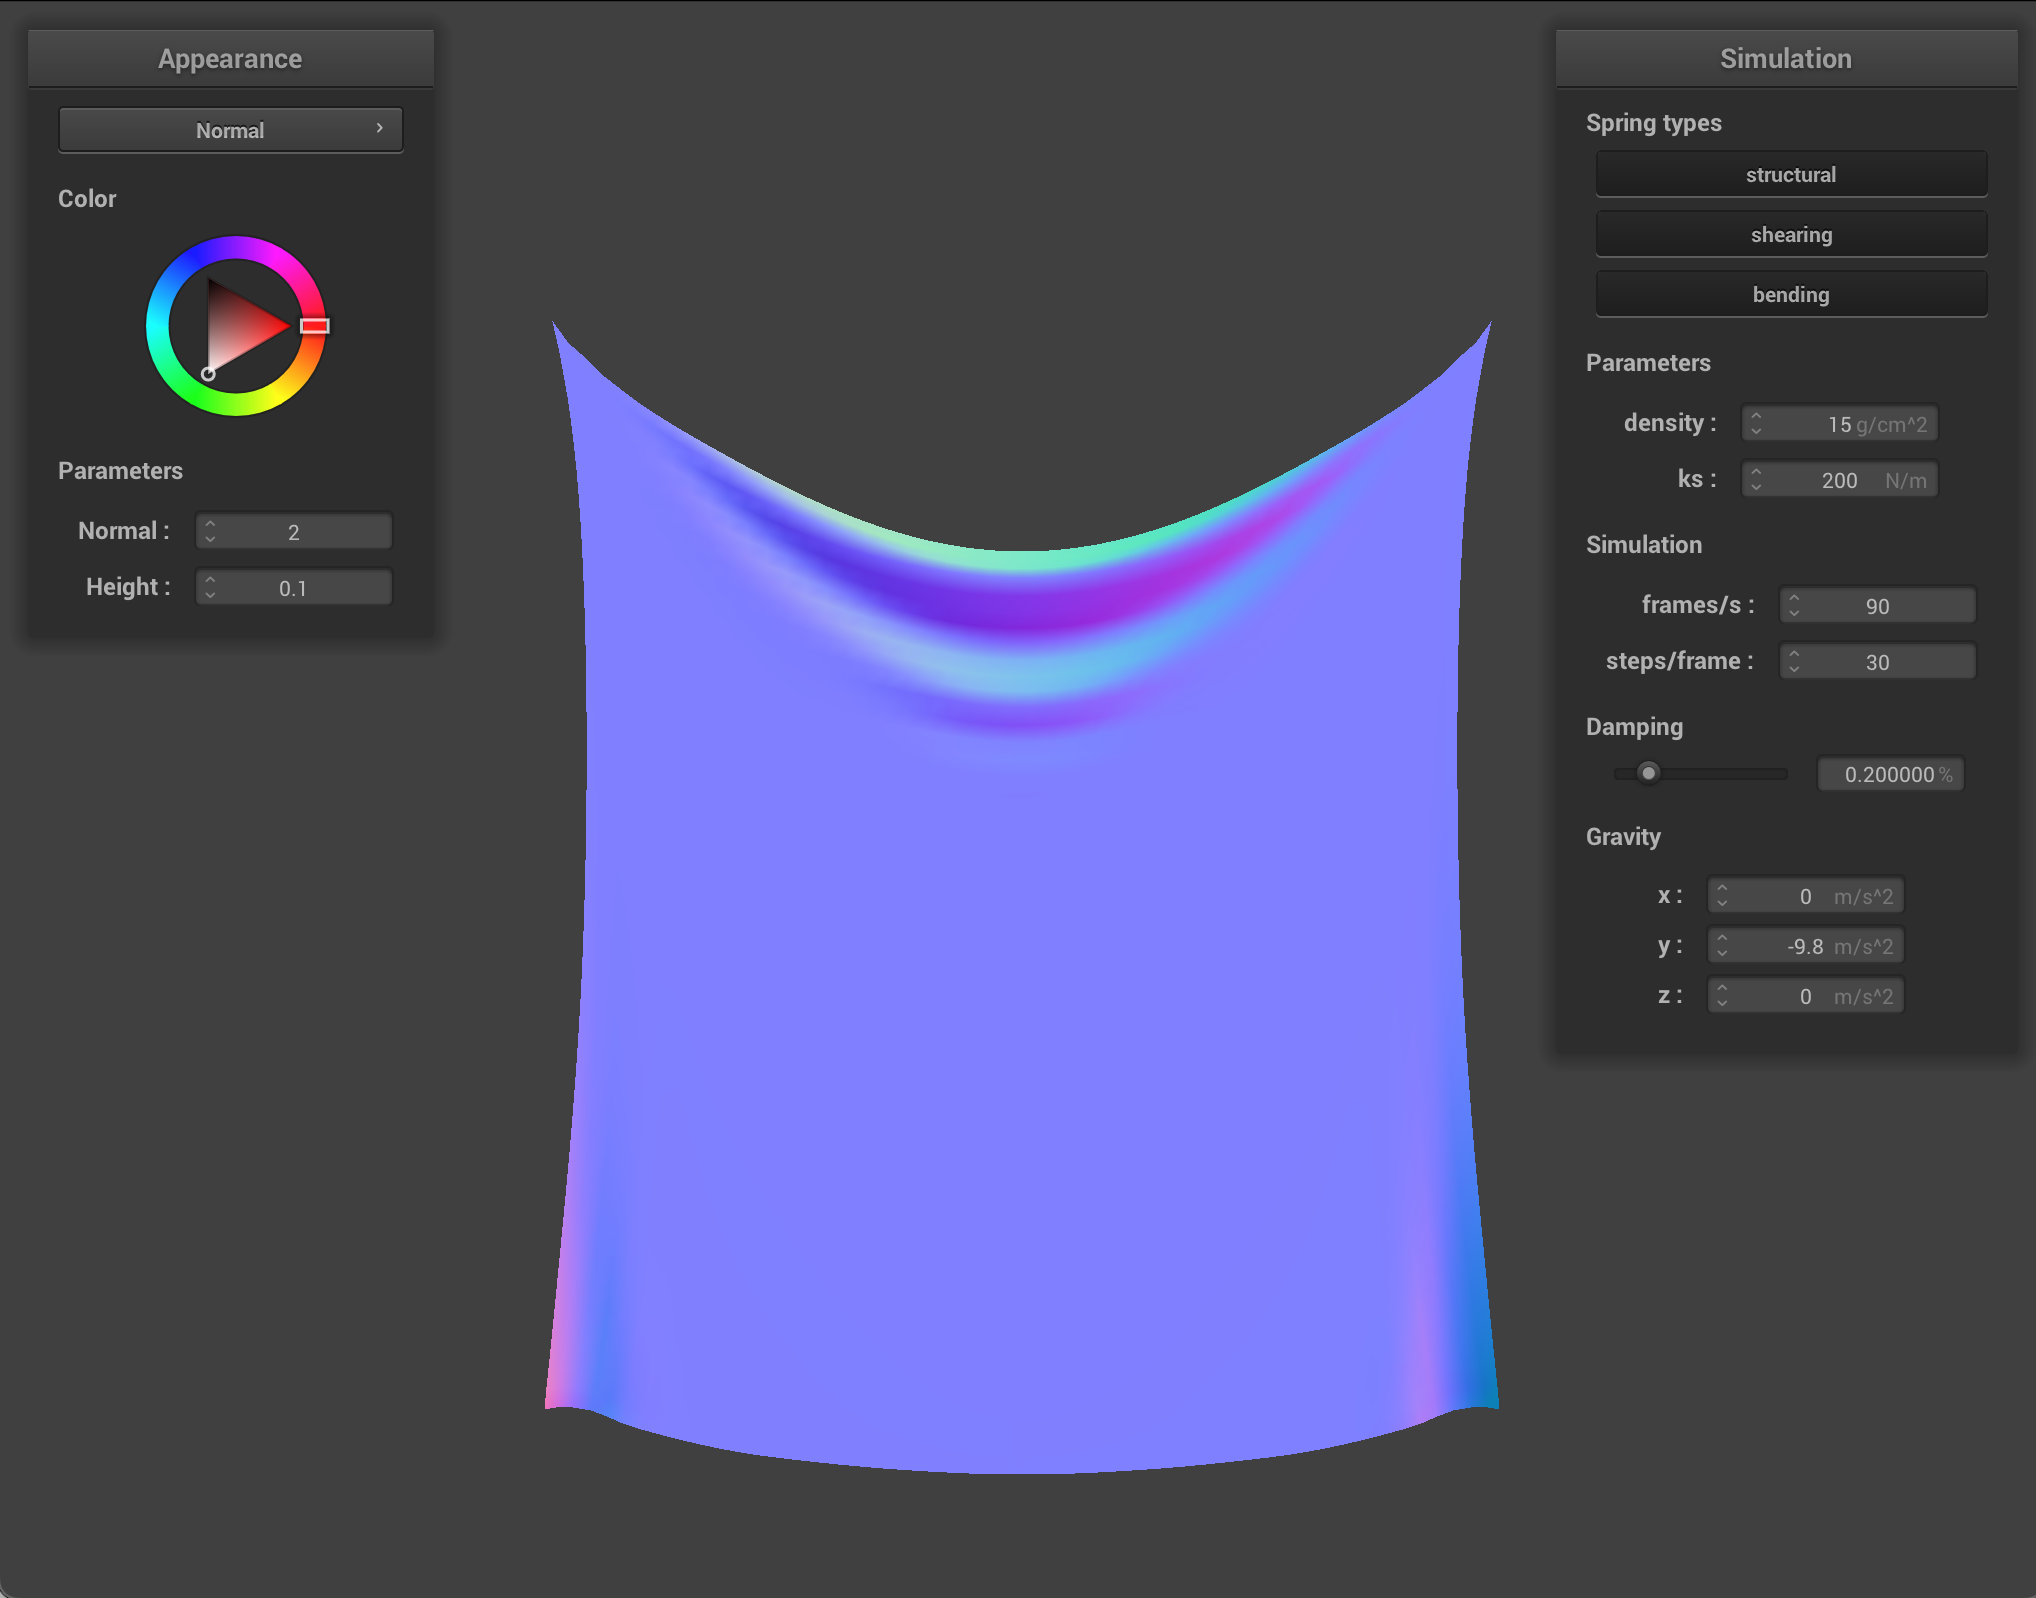 Appearance
Normal
Color
Parameters
Normal : 2
Height : 0.1
Simulation
Spring types
structural
shearing
bending
Parameters
density : 15 g/cm^2
ks : 200 N/m
Simulation
frames/s : 90
steps/frame : 30
Damping
0.200000 %
Gravity
x : 0 m/s^2
y : -9.8 m/s^2
z : 0 m/s^2